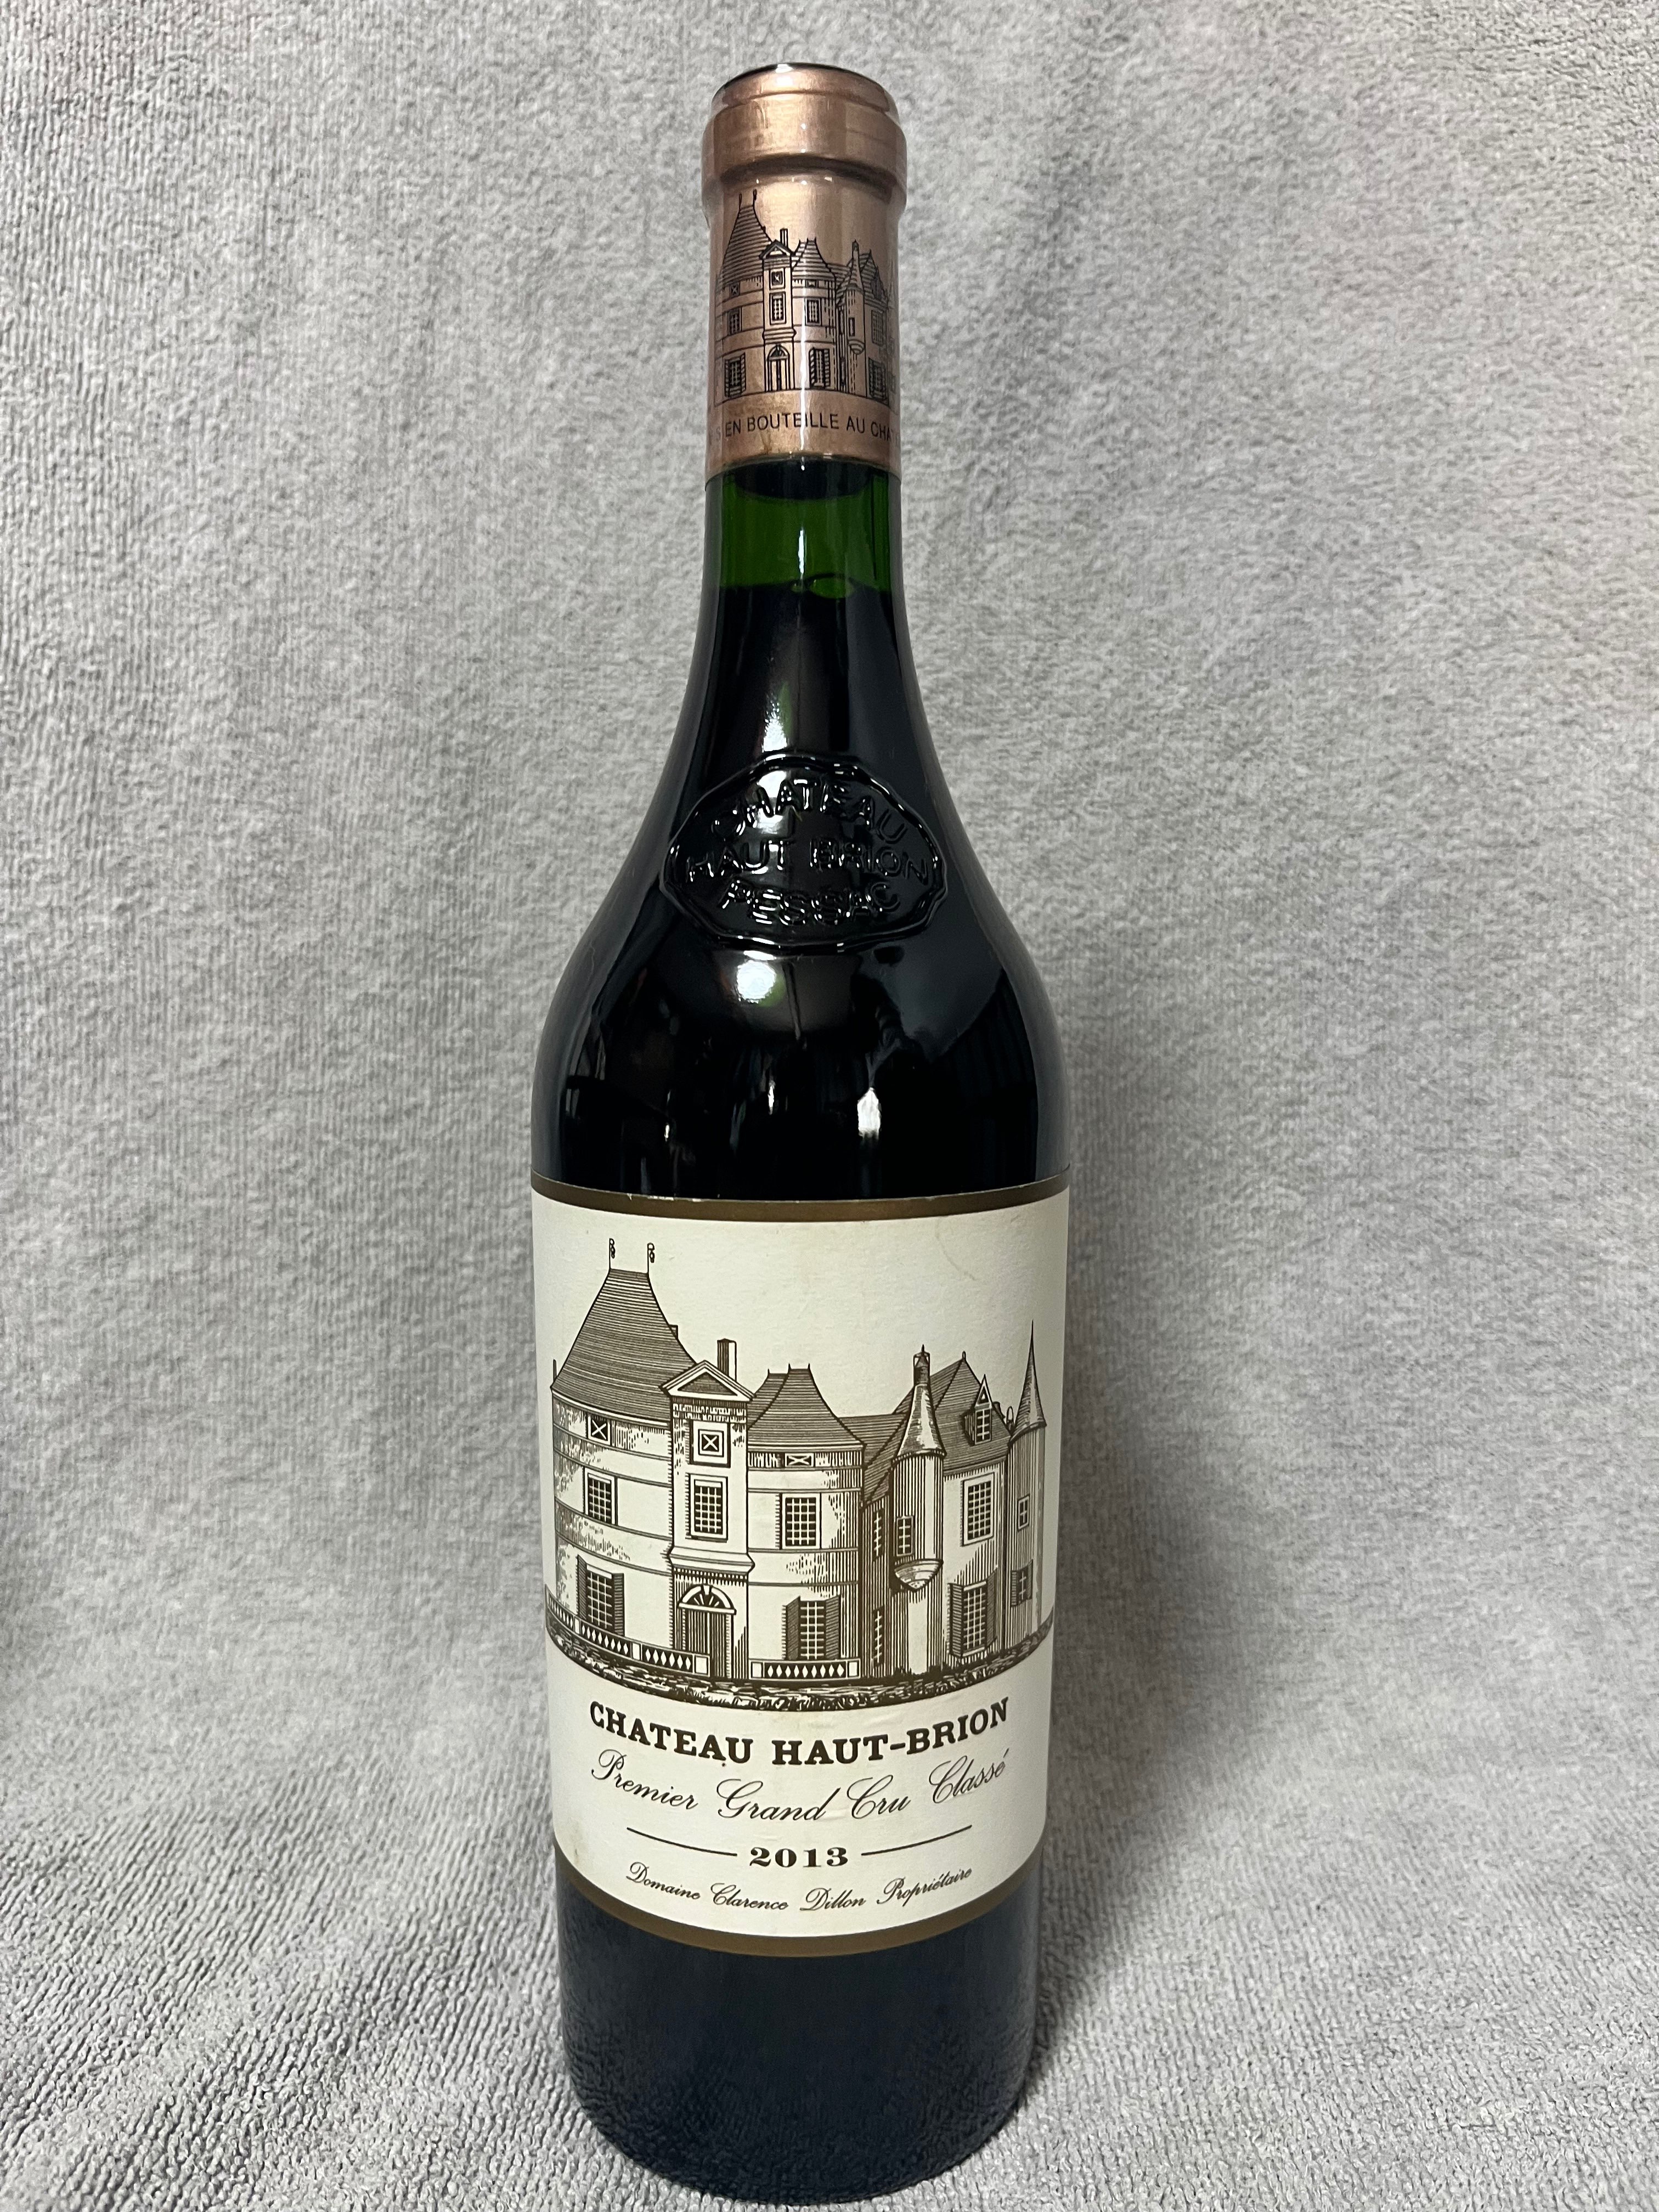 EN BOUTEILLE AU
CHATEAU
HAUT BRION
PESSAC
CHATEAU HAUT-BRION
Premier Grand Cru Classé
2013
Domaine Clarence Dillon Propriétaire